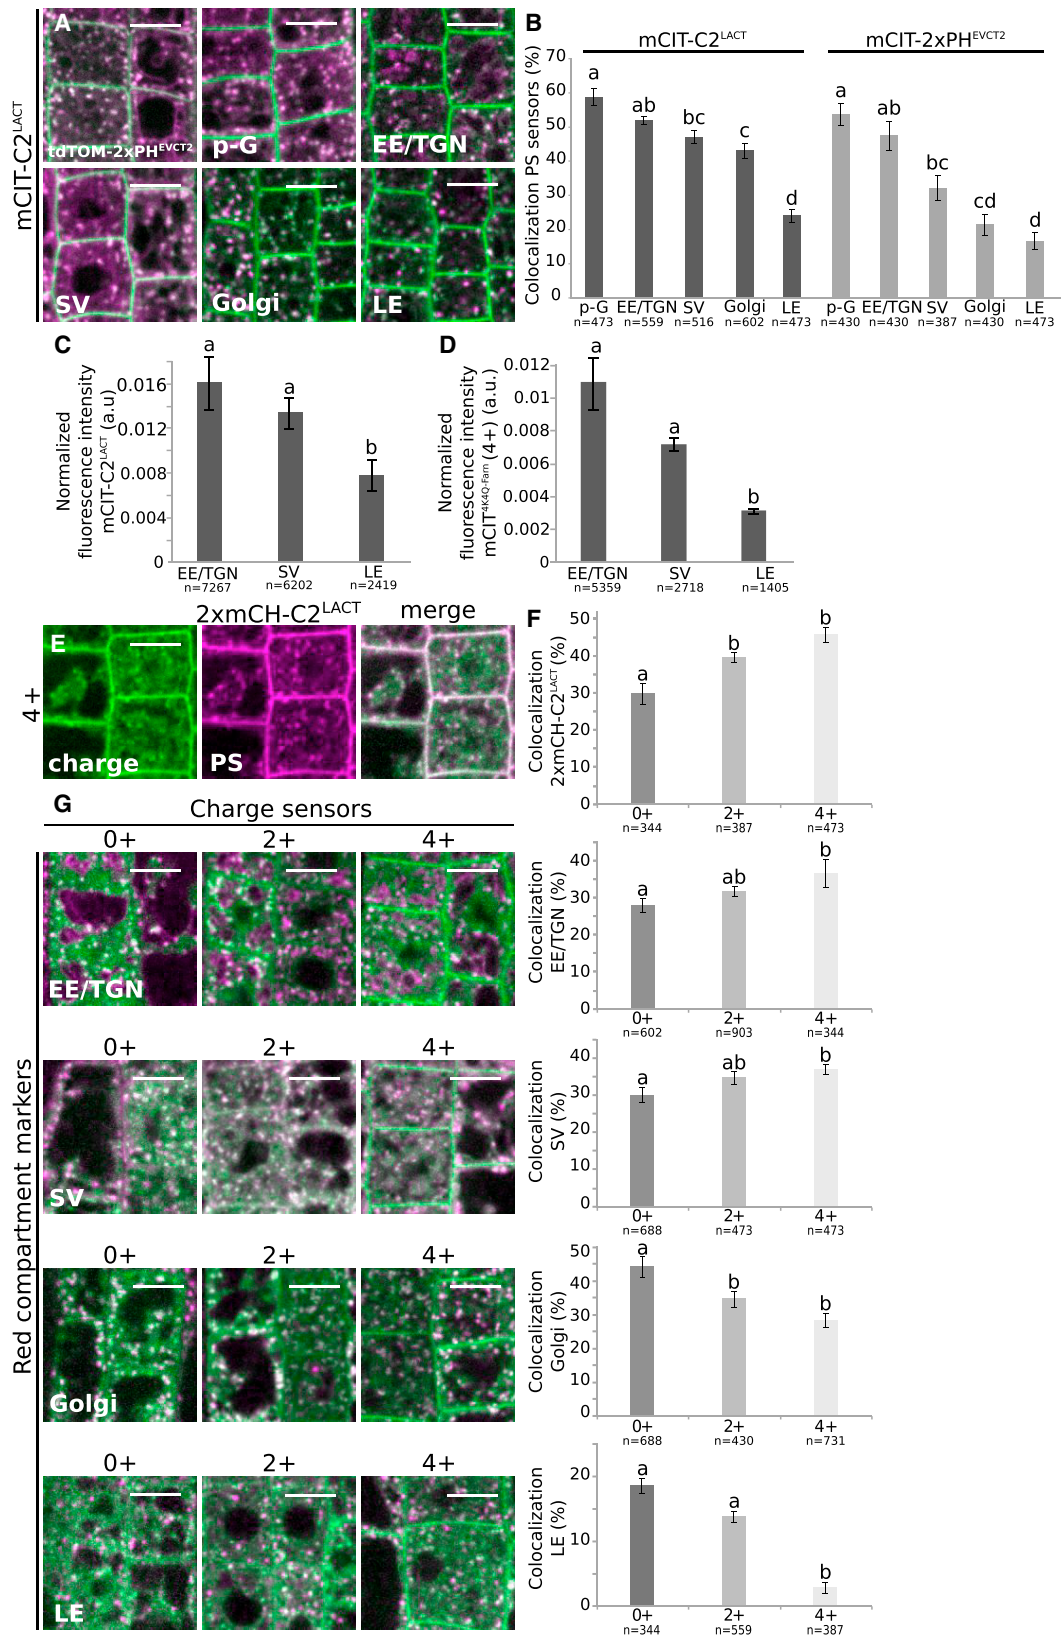 A
mCIT-C2LACT
tdTOM-2xPHEVCT2
p-G
EE/TGN
SV
Golgi
LE
B
mCIT-C2LACT
mCIT-2xPHEVCT2
Colocalization PS sensors (%)
70
60
50
40
30
20
10
0
a
ab
bc
c
d
a
ab
bc
cd
d
p-G EE/TGN SV Golgi LE p-G EE/TGN SV Golgi LE
n=473 n=559 n=516 n=602 n=473 n=430 n=430 n=387 n=430 n=473
C
Normalized
fluorescence intensity
mCIT-C2LACT (a.u)
0.016
0.012
0.008
0.004
0
a
a
b
EE/TGN SV LE
n=7267 n=6202 n=2419
D
Normalized
fluorescence intensity
mCIT4K4Q-Farn (4+) (a.u.)
0.012
0.01
0.008
0.006
0.004
0.002
0
a
a
b
EE/TGN SV LE
n=5359 n=2718 n=1405
2xmCH-C2LACT merge
E
4+
charge
PS
F
Colocalization
2xmCH-C2LACT (%)
50
40
30
20
10
0
a
b
b
0+ 2+ 4+
n=344 n=387 n=473
G
Charge sensors
Red compartment markers
0+ 2+ 4+
EE/TGN
Colocalization
EE/TGN (%)
40
30
20
10
0
a
ab
b
0+ 2+ 4+
n=602 n=903 n=344
0+ 2+ 4+
SV
Colocalization
SV (%)
40
30
20
10
0
a
ab
b
0+ 2+ 4+
n=688 n=473 n=473
0+ 2+ 4+
Golgi
Colocalization
Golgi (%)
50
40
30
20
10
0
a
b
b
0+ 2+ 4+
n=688 n=430 n=731
0+ 2+ 4+
LE
Colocalization
LE (%)
20
10
0
a
a
b
0+ 2+ 4+
n=344 n=559 n=387